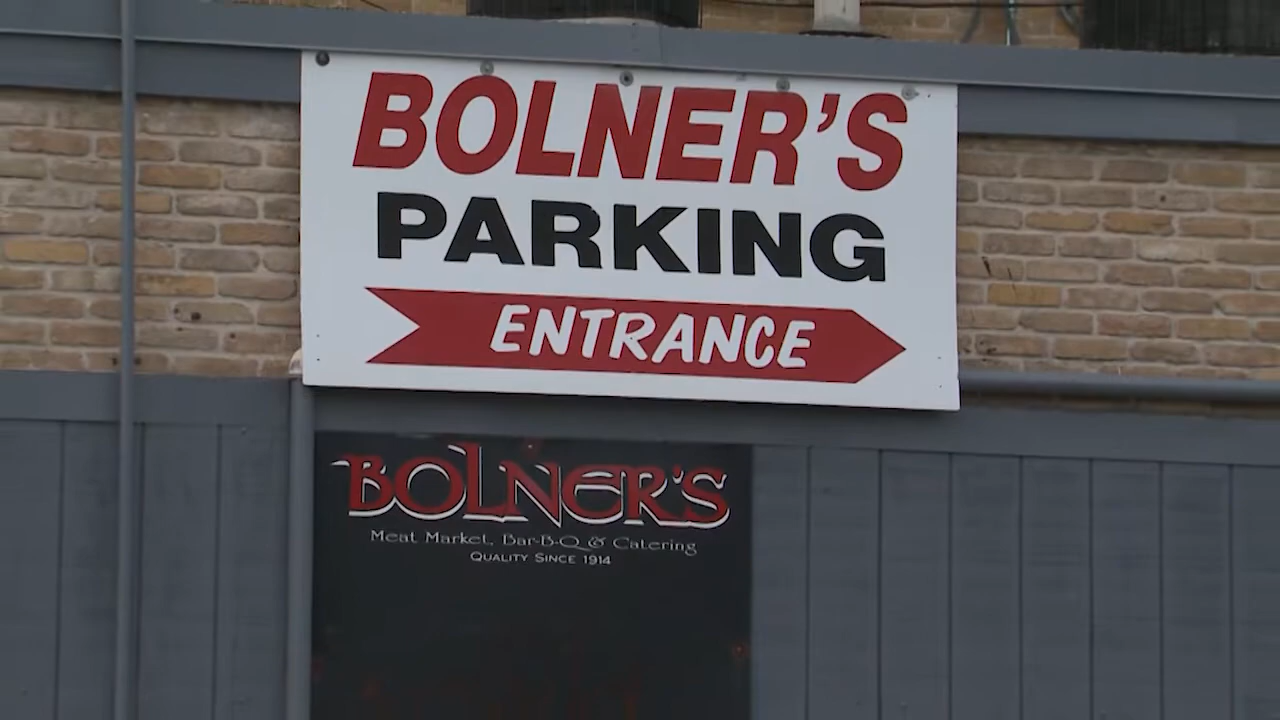 BOLNER'S
PARKING
ENTRANCE
BOLNER'S
Meat Market, Bar-B-Q & Catering
QUALITY SINCE 1914